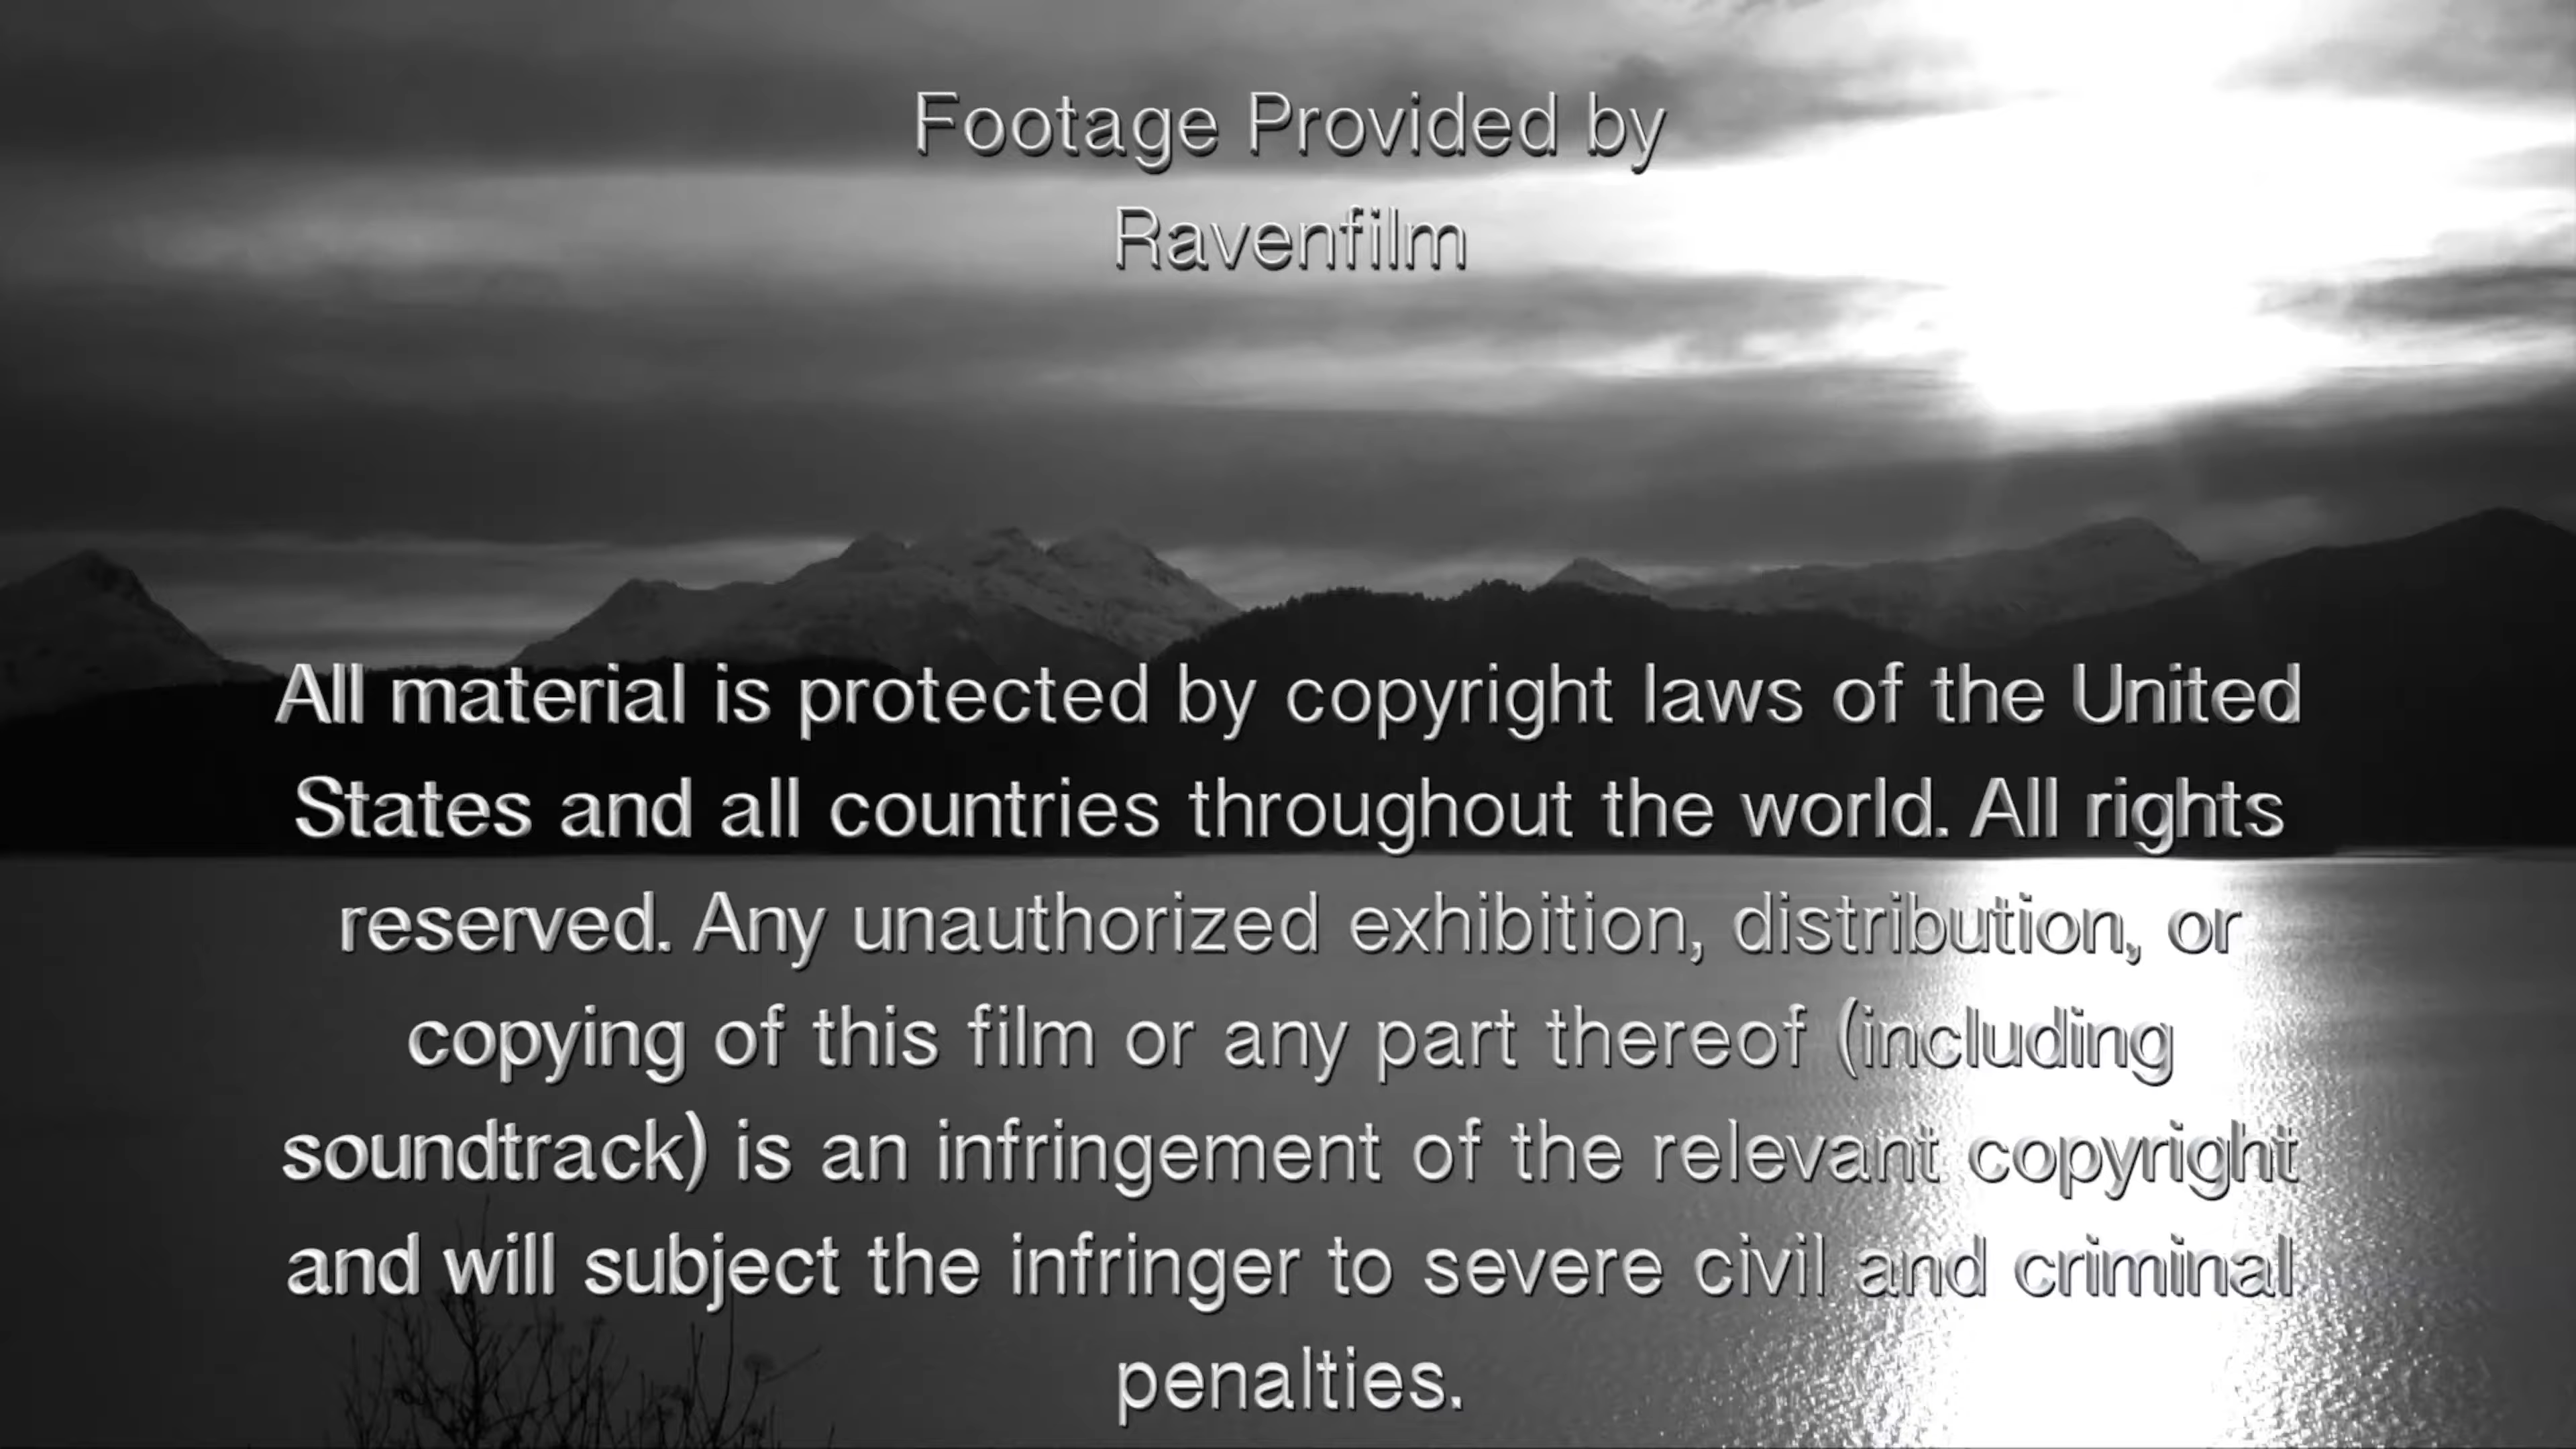 Footage Provided by
Ravenfilm
All material is protected by copyright laws of the United
States and all countries throughout the world. All rights
reserved. Any unauthorized exhibition, distribution, or
copying of this film or any part thereof (including
soundtrack) is an infringement of the relevant copyright
and will subject the infringer to severe civil and criminal
penalties.